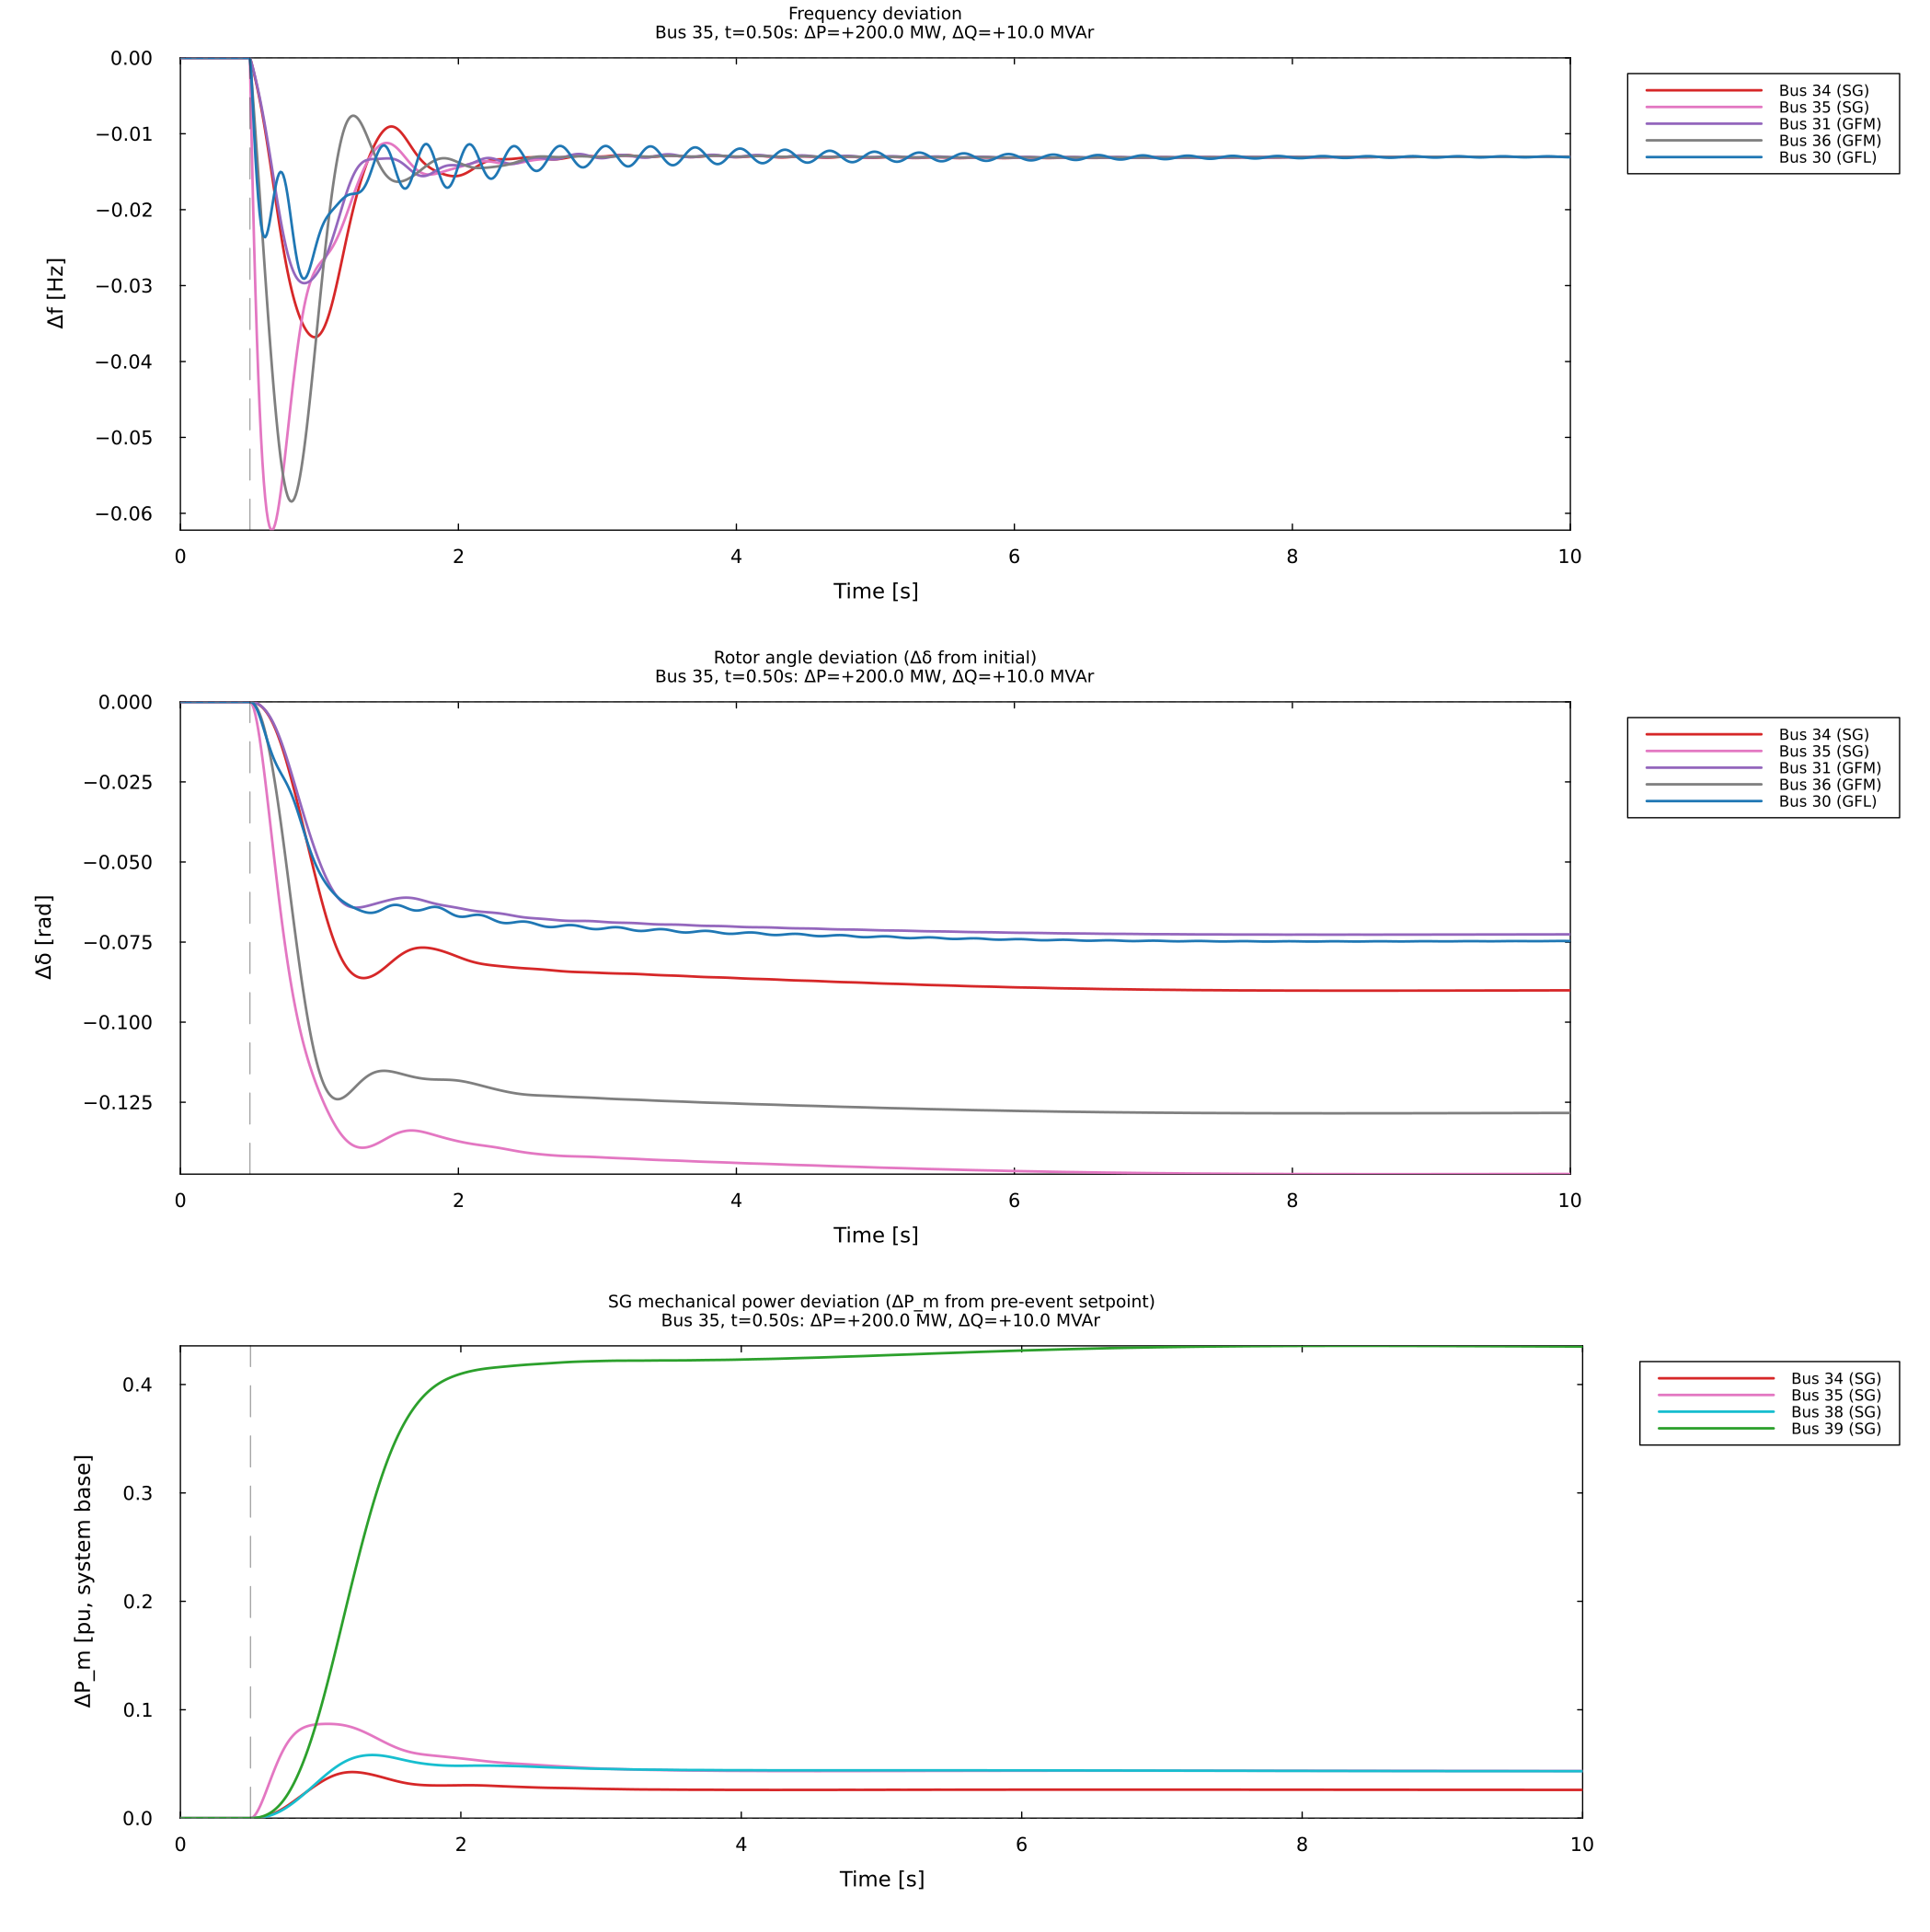 Frequency deviation
Bus 35, t=0.50s: ΔP=+200.0 MW, ΔQ=+10.0 MVAr
0.00
−0.01
−0.02
−0.03
−0.04
−0.05
−0.06
Δf [Hz]
0 2 4 6 8 10
Time [s]
Bus 34 (SG)
Bus 35 (SG)
Bus 31 (GFM)
Bus 36 (GFM)
Bus 30 (GFL)
Rotor angle deviation (Δδ from initial)
Bus 35, t=0.50s: ΔP=+200.0 MW, ΔQ=+10.0 MVAr
0.000
−0.025
−0.050
−0.075
−0.100
−0.125
Δδ [rad]
0 2 4 6 8 10
Time [s]
Bus 34 (SG)
Bus 35 (SG)
Bus 31 (GFM)
Bus 36 (GFM)
Bus 30 (GFL)
SG mechanical power deviation (ΔP_m from pre-event setpoint)
Bus 35, t=0.50s: ΔP=+200.0 MW, ΔQ=+10.0 MVAr
0.4
0.3
0.2
0.1
0.0
ΔP_m [pu, system base]
0 2 4 6 8 10
Time [s]
Bus 34 (SG)
Bus 35 (SG)
Bus 38 (SG)
Bus 39 (SG)